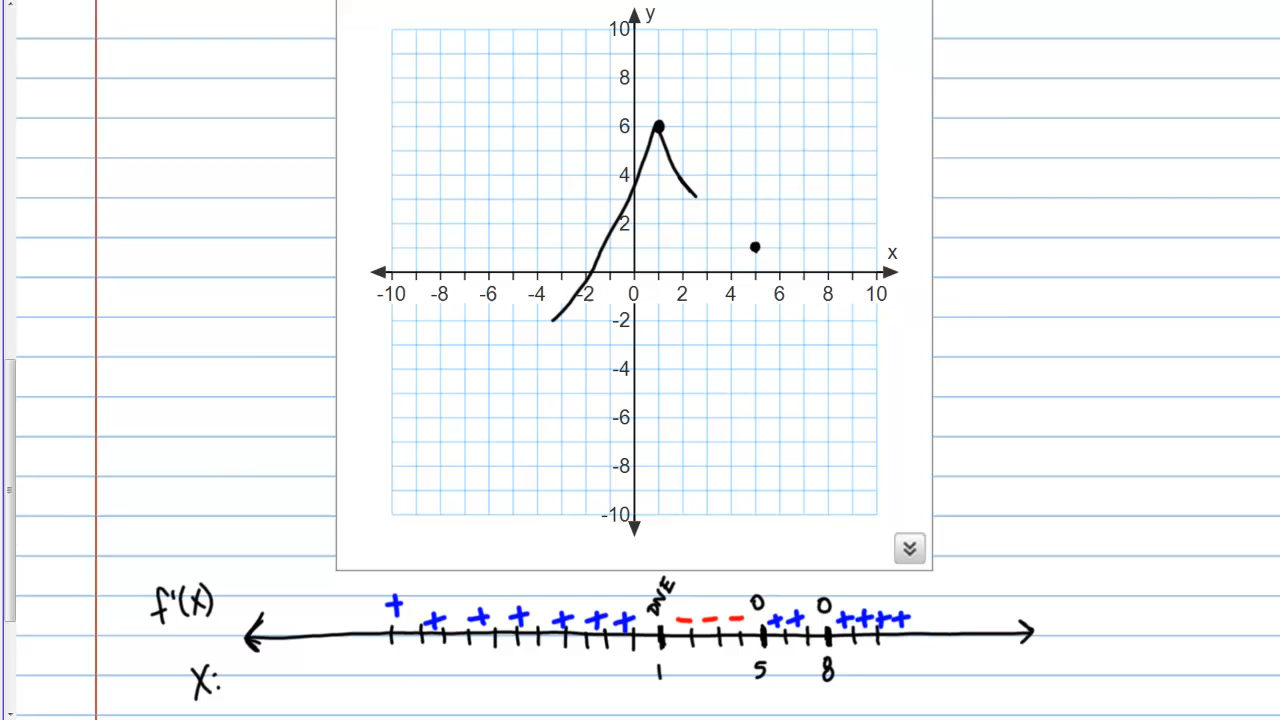 y
10
8
6
4
2
x
-10 -8 -6 -4 -2 0 2 4 6 8 10
-2
-4
-6
-8
-10
f'(x) + + + + + + + DNE - - - 0 + + 0 + + + +
x: 1 5 8